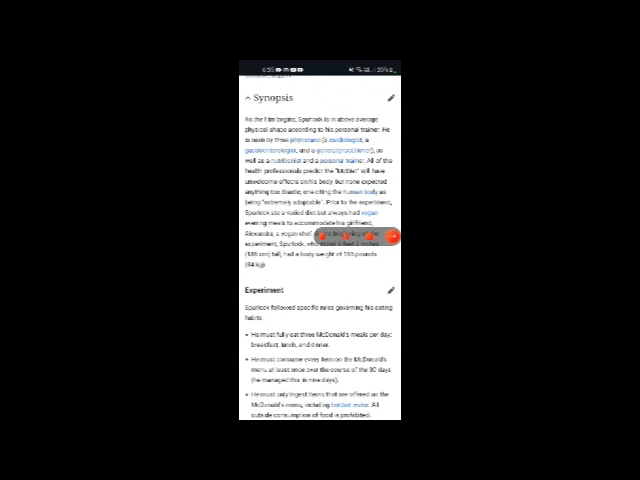 Synopsis
As the film begins, Spurlock is in above average
physical shape according to his personal trainer. He
is seen by three physicians (a cardiologist, a
gastroenterologist, and a general practitioner), as
well as a nutritionist and a personal trainer. All of the
health professionals predict the "McDiet" will have
unwelcome effects on his body, but none expected
anything too drastic, one citing the human body as
being "extremely adaptable". Prior to the experiment,
Spurlock ate a varied diet but always had vegan
evening meals to accommodate his girlfriend,
Alexandra, a vegan chef. At the beginning of the
experiment, Spurlock, who
(188 cm) tall, had a body weight of 185 pounds
(84 kg)
Experiment
Spurlock followed specific rules governing his eating
habits:
• He must fully eat three McDonald's meals per day:
breakfast, lunch, and dinner.
• He must consume every item on the McDonald's
menu at least once over the course of the 30 days
(he managed this in nine days).
• He must only ingest items that are offered on the
McDonald's menu, including bottled water. All
outside consumption of food is prohibited.